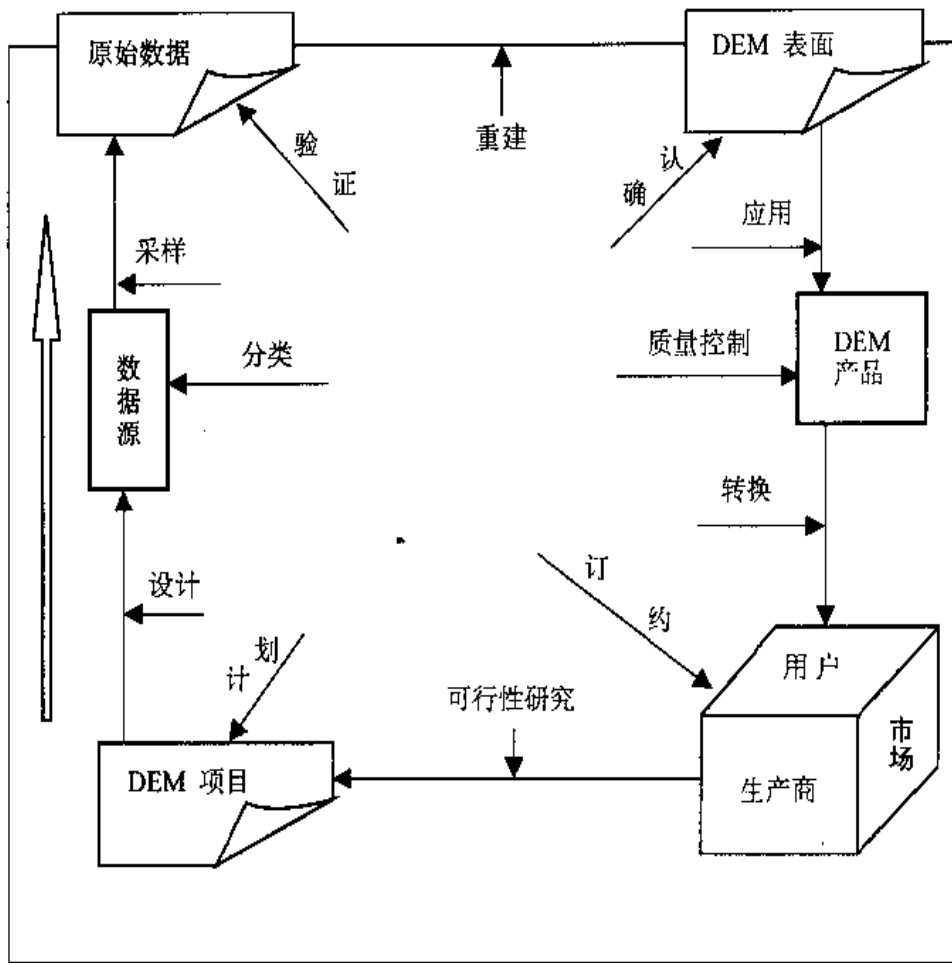 原始数据
DEM 表面
重建
验证
确认
采样
应用
数据源
分类
质量控制
DEM
产品
转换
设计
订约
计划
可行性研究
用户
市场
生产商
DEM 项目